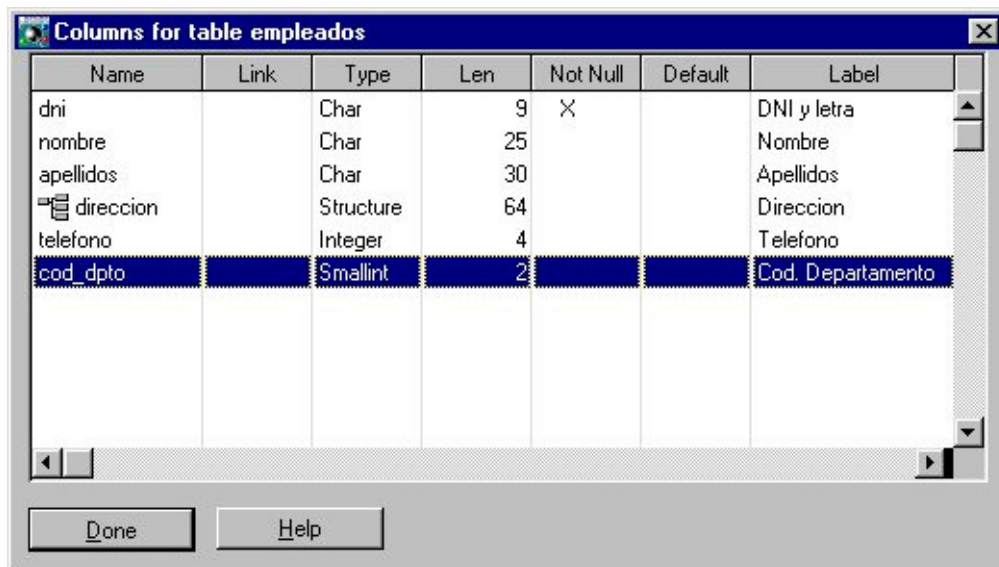 Columns for table empleados
Name Link Type Len Not Null Default Label
dni Char 9 X DNI y letra
nombre Char 25 Nombre
apellidos Char 30 Apellidos
direccion Structure 64 Direccion
telefono Integer 4 Telefono
cod_dpto Smallint 2 Cod. Departamento
Done Help